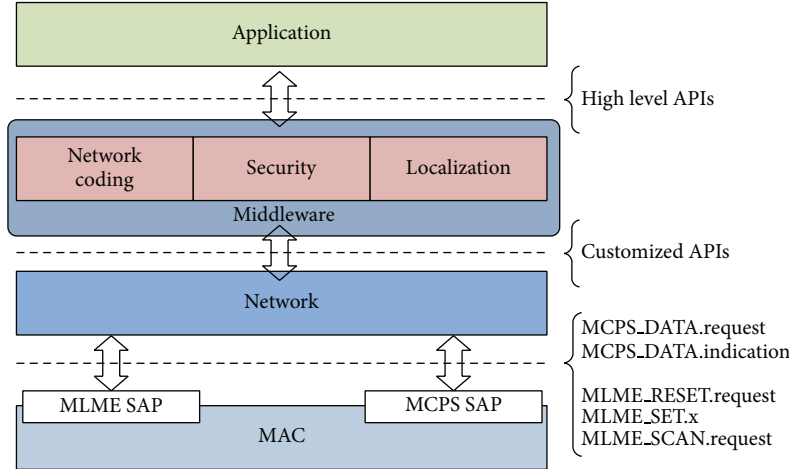 Application
High level APIs
Network
coding
Security
Localization
Middleware
Customized APIs
Network
MCPS_DATA.request
MCPS_DATA.indication
MLME_RESET.request
MLME_SET.x
MLME_SCAN.request
MLME SAP
MCPS SAP
MAC